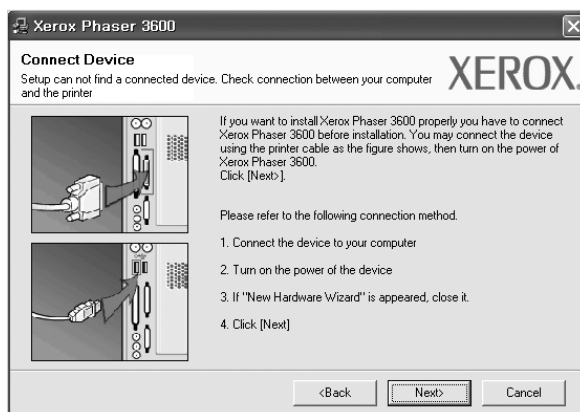 Xerox Phaser 3600
Connect Device
Setup can not find a connected device. Check connection between your computer
and the printer
XEROX.
If you want to install Xerox Phaser 3600 properly you have to connect
Xerox Phaser 3600 before installation. You may connect the device
using the printer cable as the figure shows, then turn on the power of
Xerox Phaser 3600.
Click [Next>].
Please refer to the following connection method.
1. Connect the device to your computer
2. Turn on the power of the device
3. If "New Hardware Wizard" is appeared, close it.
4. Click [Next]
<Back
Next>
Cancel